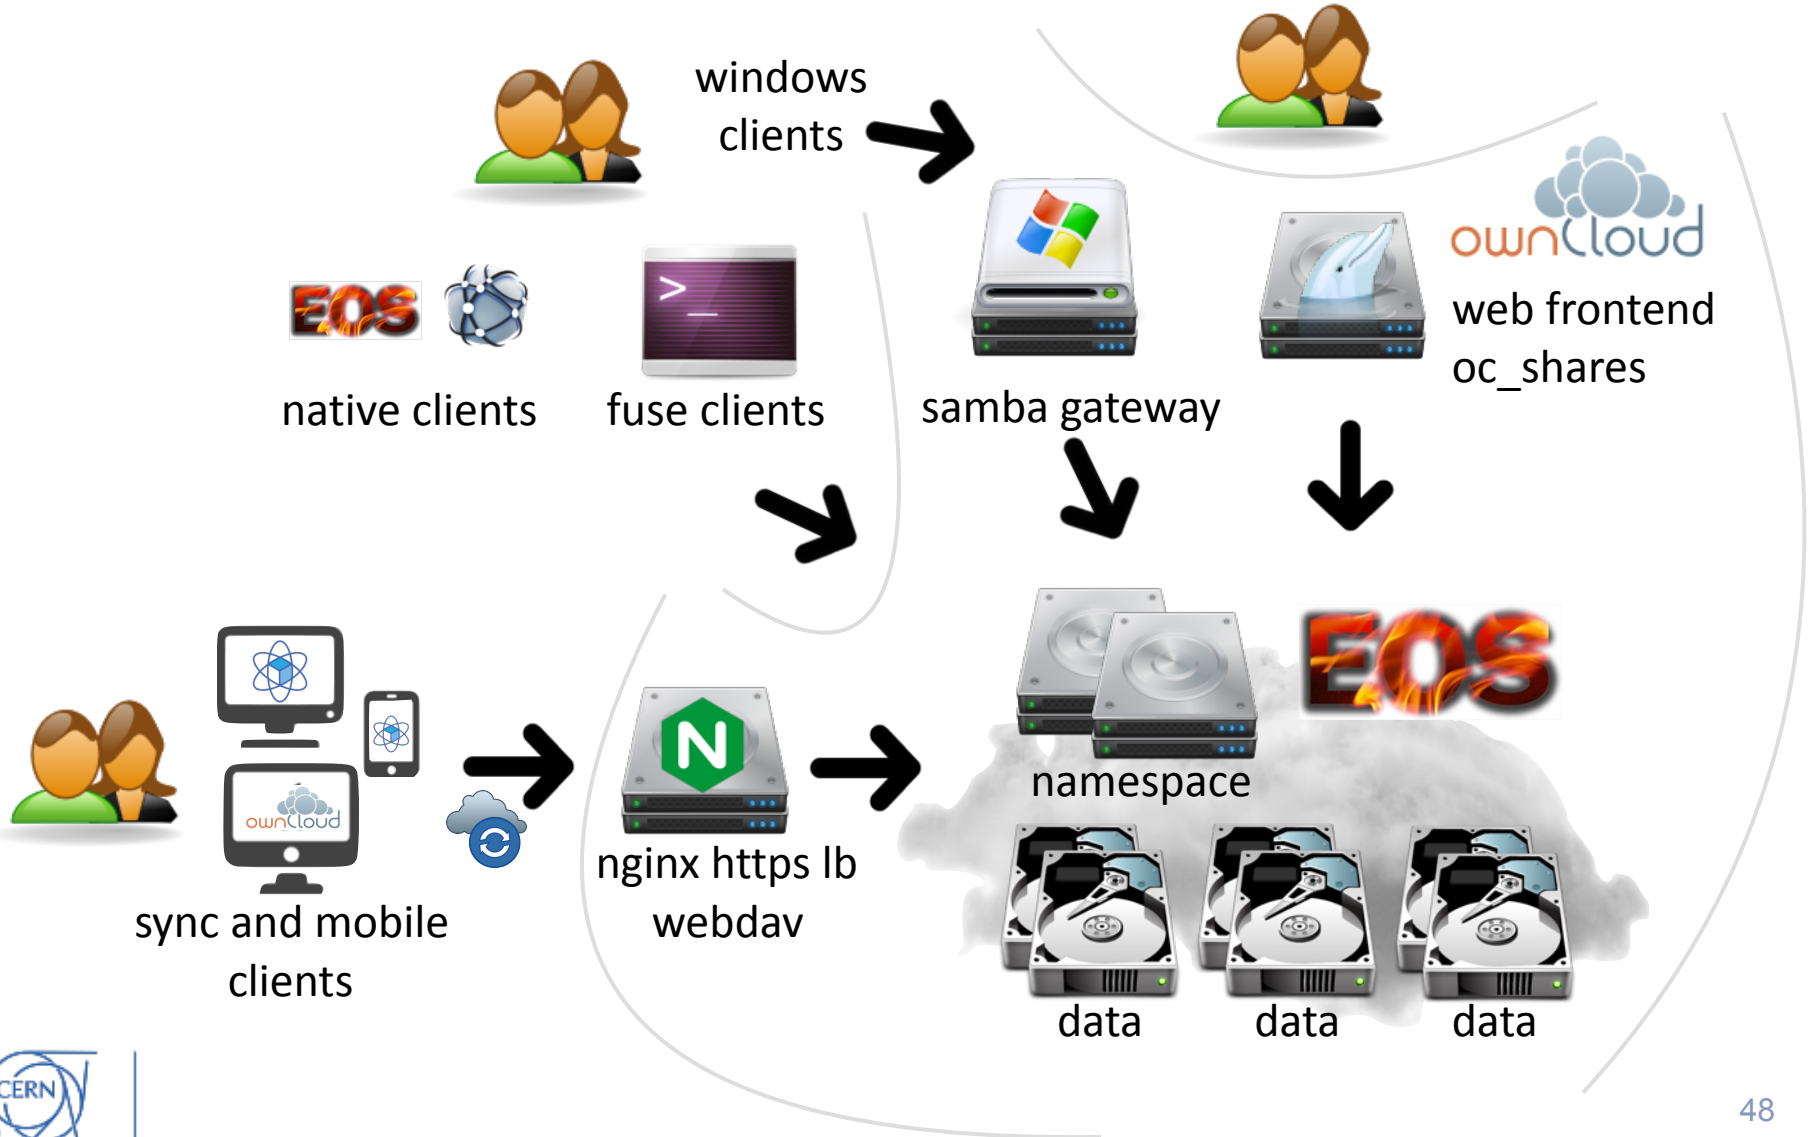 windows
clients
ownCloud
web frontend
oc_shares
EOS
>_
native clients
fuse clients
samba gateway
EOS
N
ownCloud
namespace
nginx https lb
webdav
sync and mobile
clients
data
data
data
CERN
48